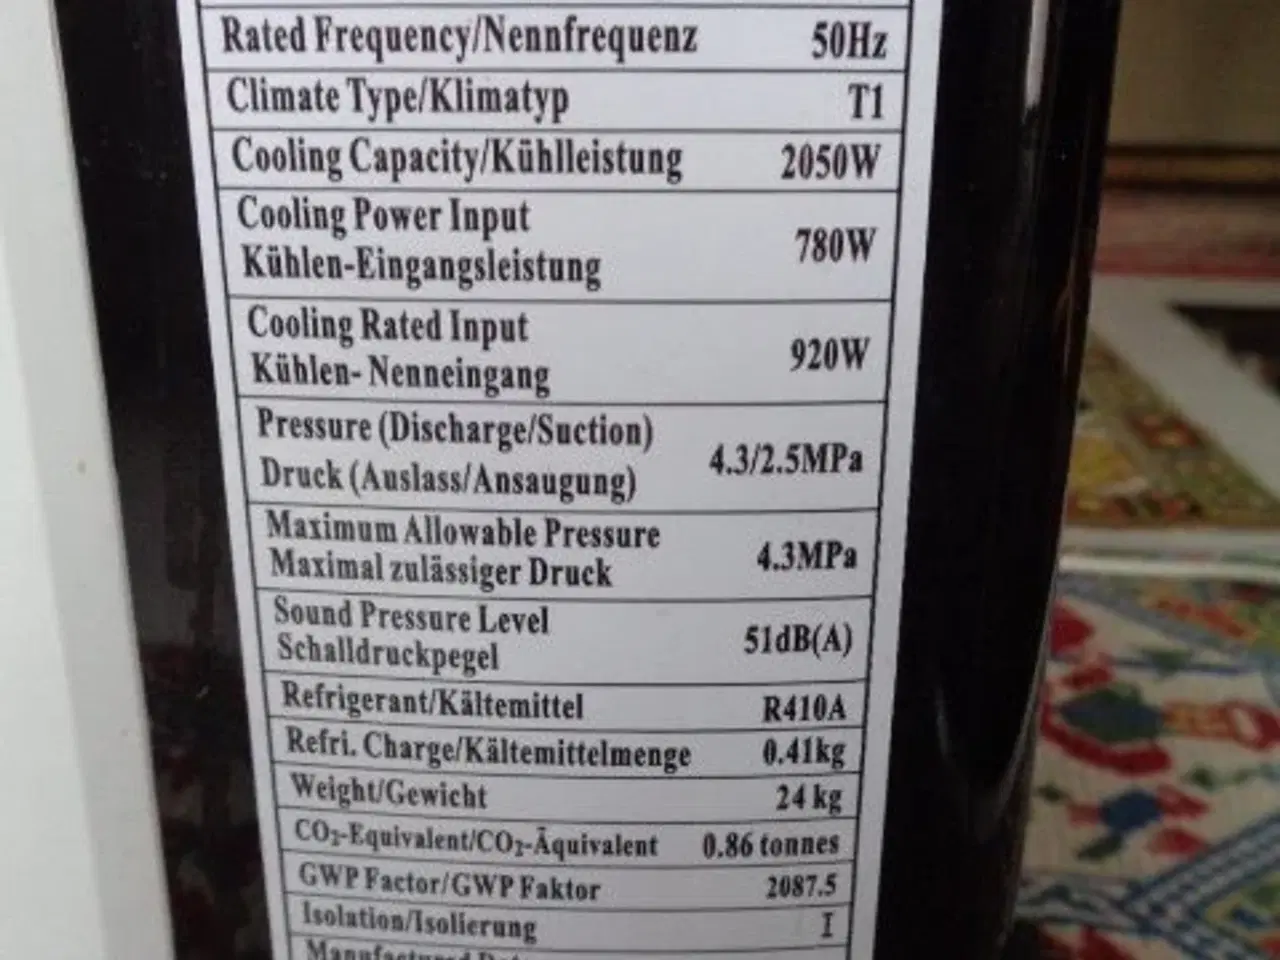 Rated Frequency/Nennfrequenz 50Hz
Climate Type/Klimatyp T1
Cooling Capacity/Kühlleistung 2050W
Cooling Power Input
Kühlen-Eingangsleistung 780W
Cooling Rated Input
Kühlen- Nenneingang 920W
Pressure (Discharge/Suction)
Druck (Auslass/Ansaugung) 4.3/2.5MPa
Maximum Allowable Pressure
Maximal zulässiger Druck 4.3MPa
Sound Pressure Level
Schalldruckpegel 51dB(A)
Refrigerant/Kältemittel R410A
Refri. Charge/Kältemittelmenge 0.41kg
Weight/Gewicht 24 kg
CO₂-Equivalent/CO₂-Äquivalent 0.86 tonnes
GWP Factor/GWP Faktor 2087.5
Isolation/Isolierung I
Manufactured